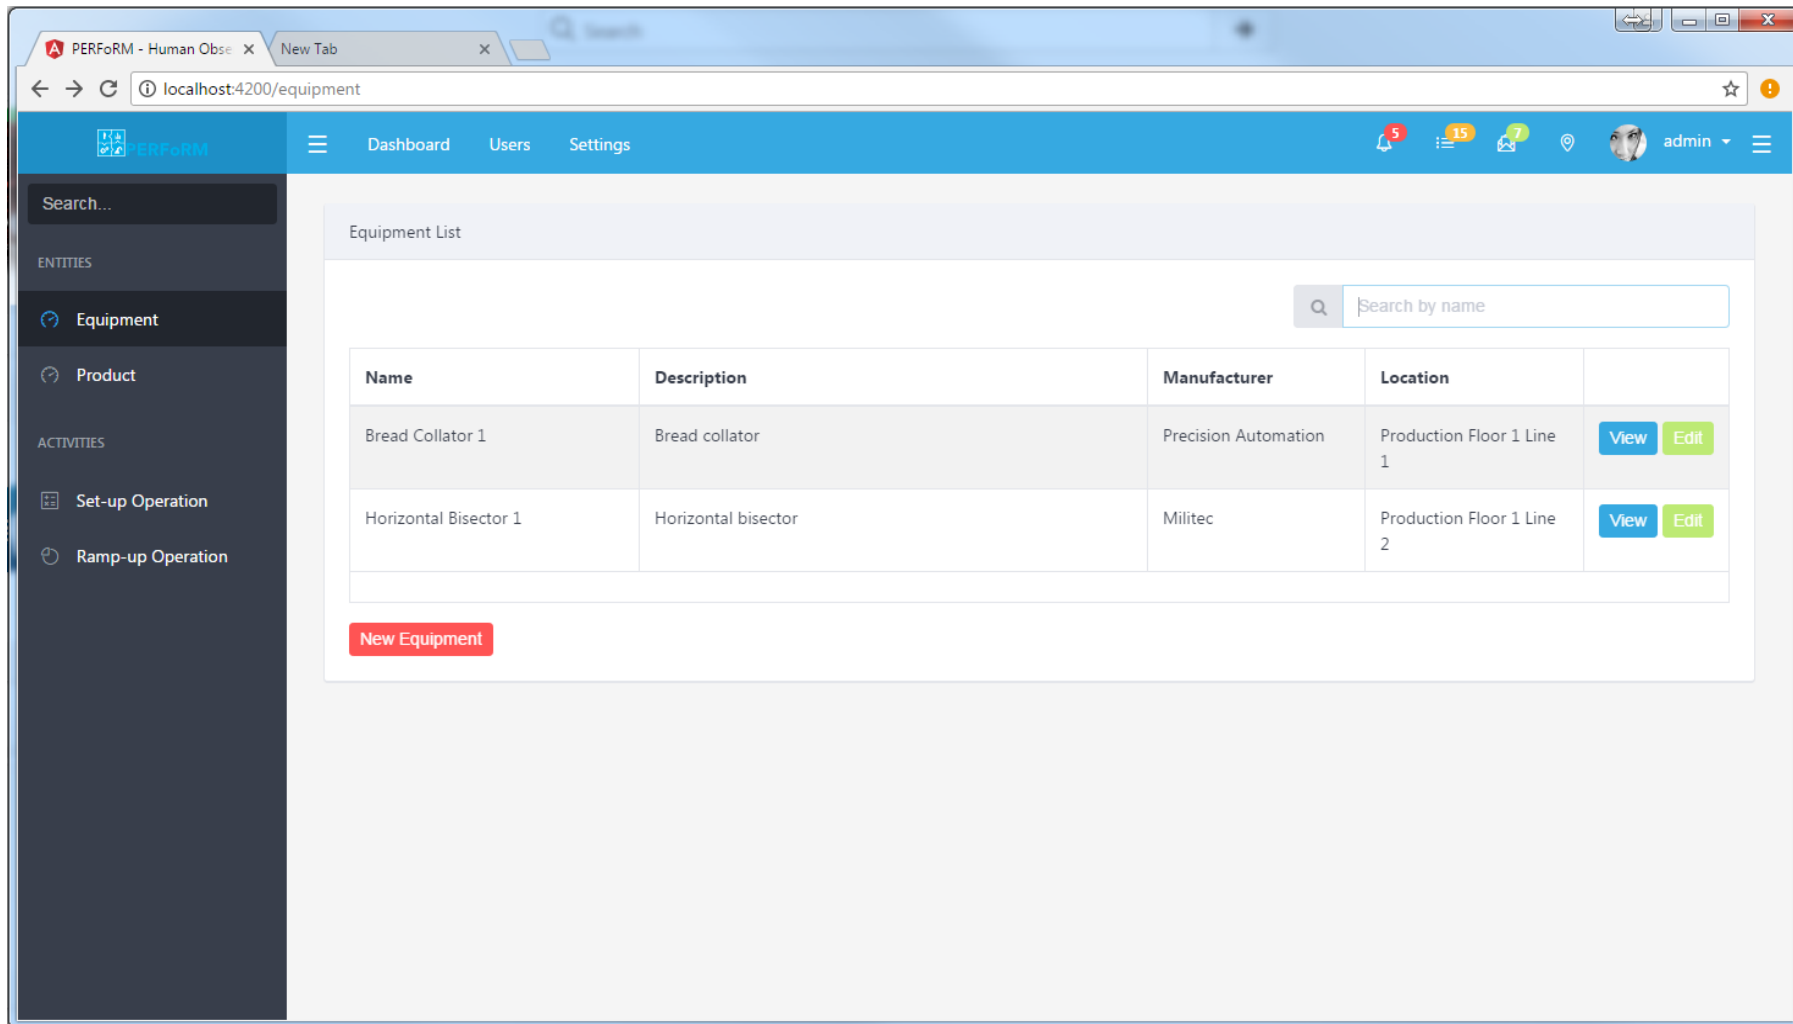 PERFoRM - Human Obse
New Tab
Search
localhost:4200/equipment
PERFoRM
Dashboard Users Settings
5 15 7 admin
Search...
ENTITIES
Equipment
Product
ACTIVITIES
Set-up Operation
Ramp-up Operation
Equipment List
Search by name
Name Description Manufacturer Location
Bread Collator 1 Bread collator Precision Automation Production Floor 1 Line
1
View Edit
Horizontal Bisector 1 Horizontal bisector Militec Production Floor 1 Line
2
View Edit
New Equipment